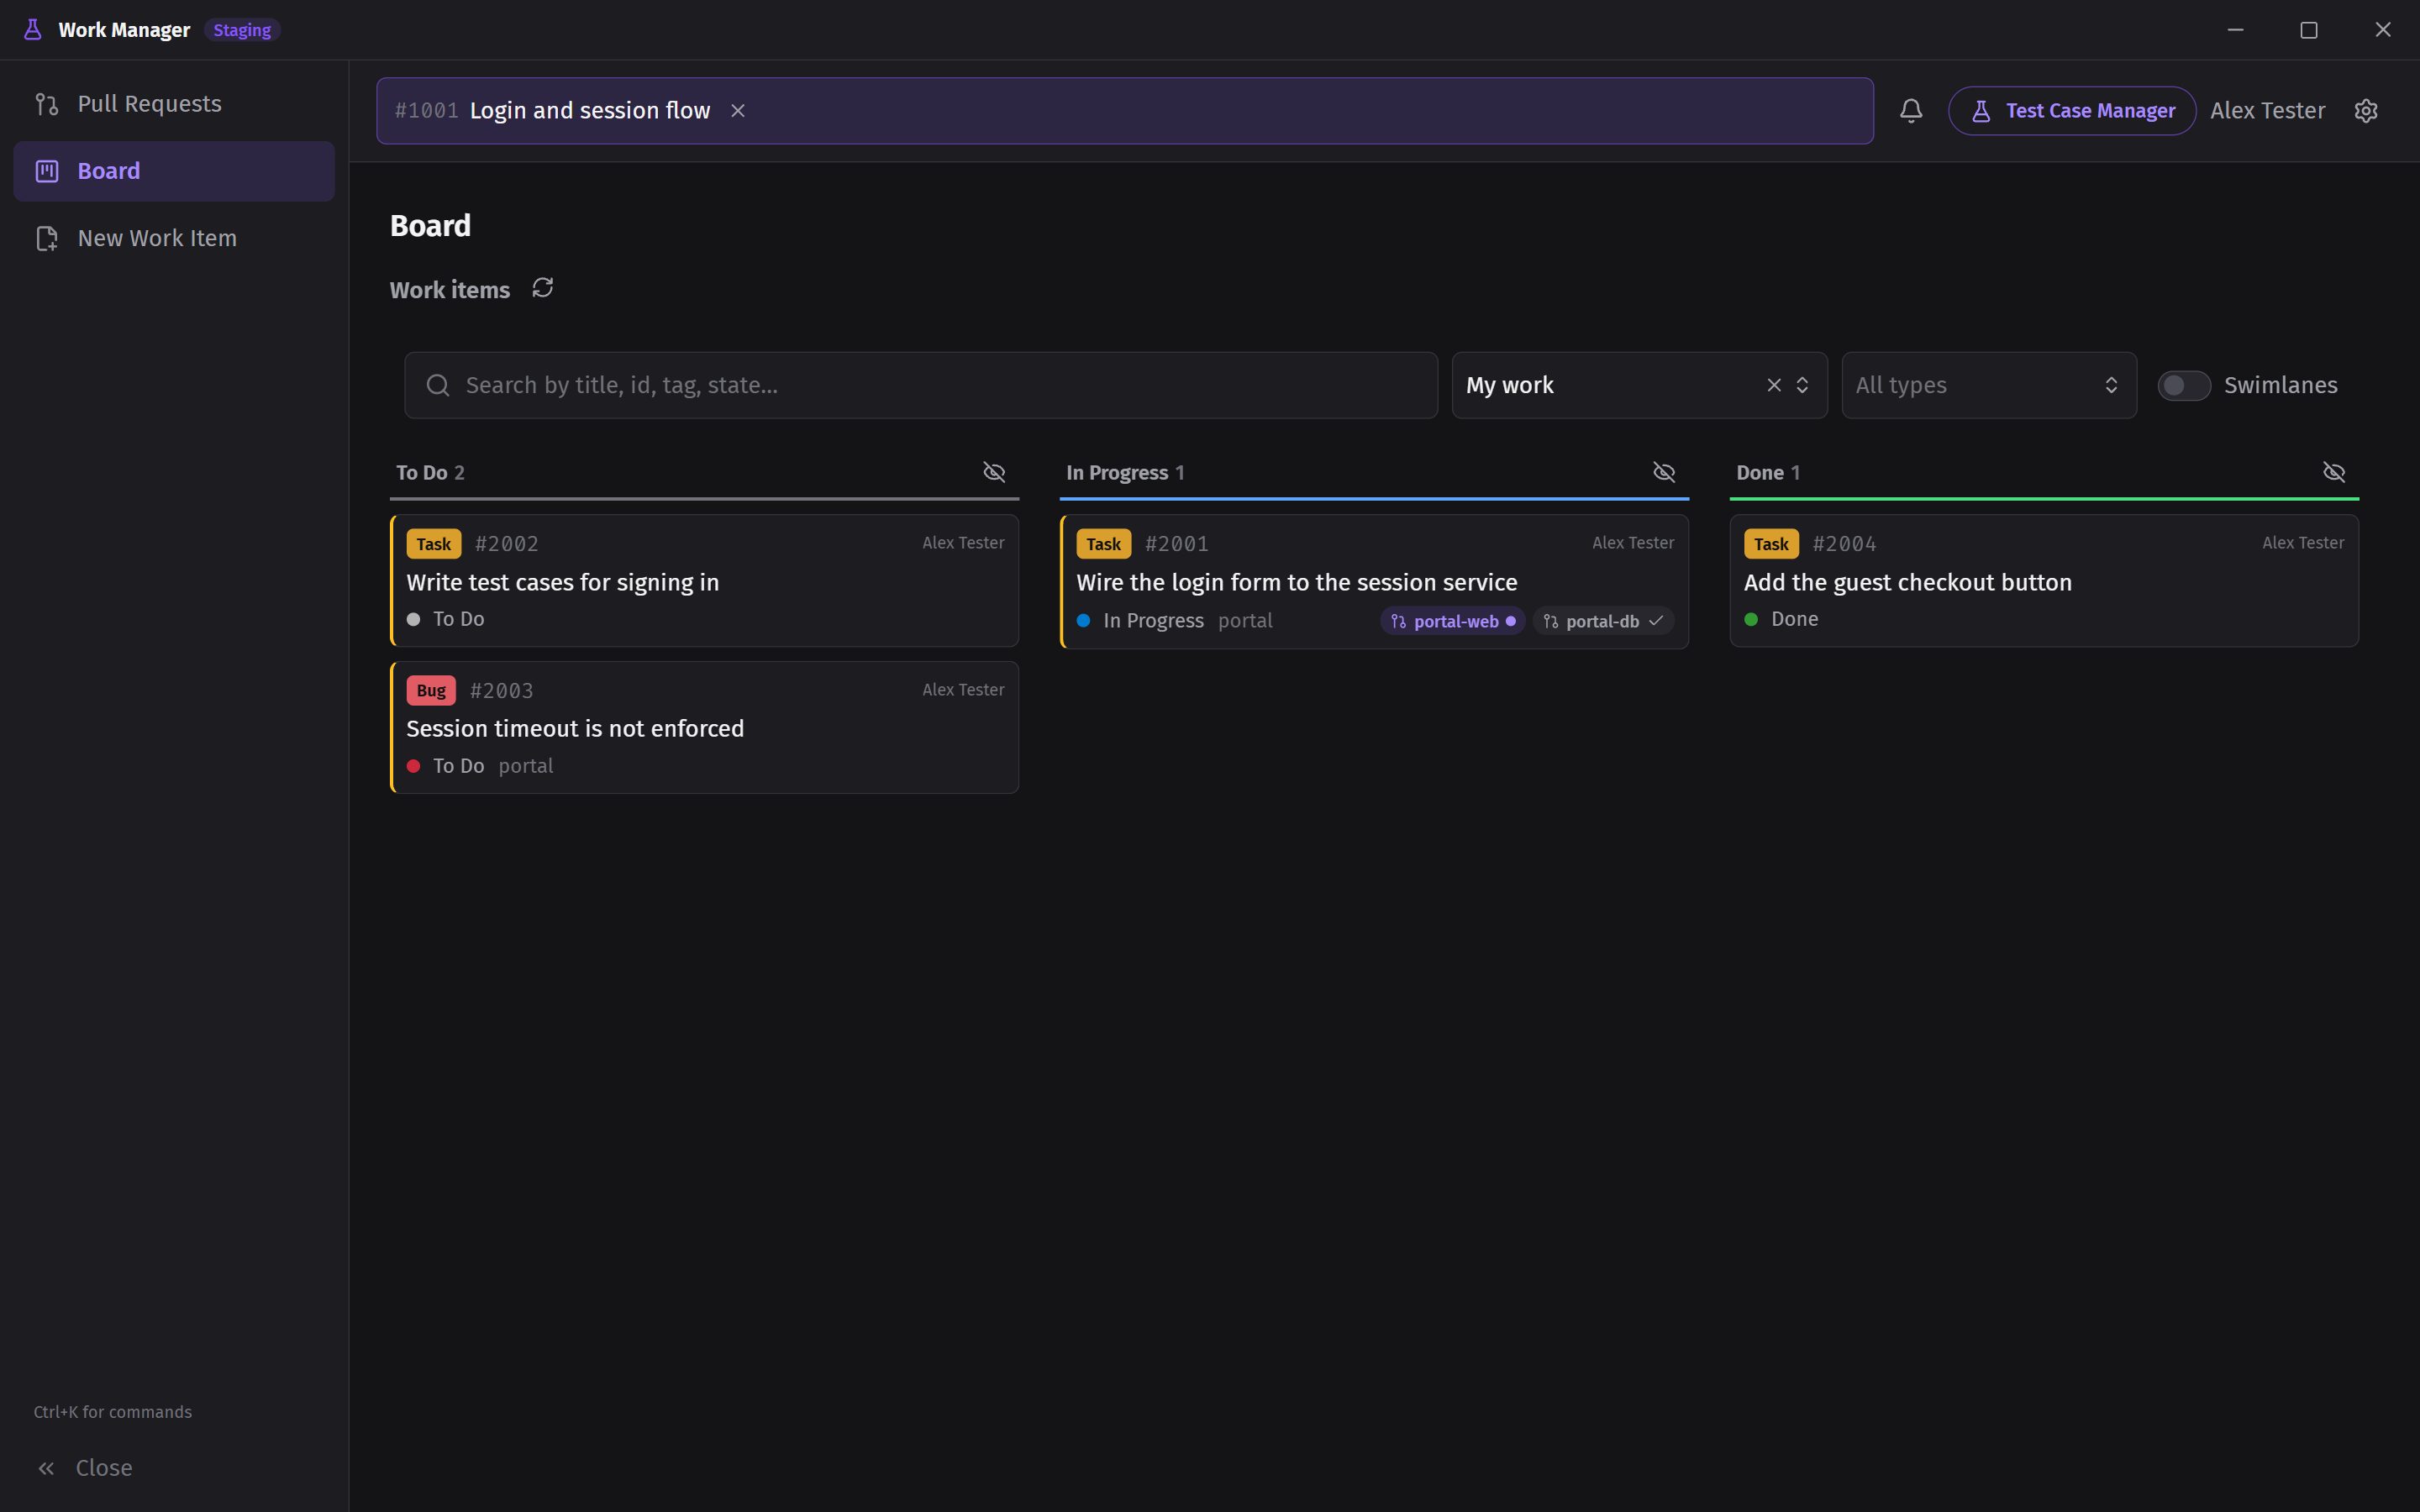 Work Manager Staging
Pull Requests
Board
New Work Item
Ctrl+K for commands
Close
#1001 Login and session flow
Test Case Manager
Alex Tester
Board
Work items
Search by title, id, tag, state...
My work
All types
Swimlanes
To Do 2
Task #2002 Alex Tester
Write test cases for signing in
To Do
Bug #2003 Alex Tester
Session timeout is not enforced
To Do portal
In Progress 1
Task #2001 Alex Tester
Wire the login form to the session service
In Progress portal portal-web portal-db
Done 1
Task #2004 Alex Tester
Add the guest checkout button
Done